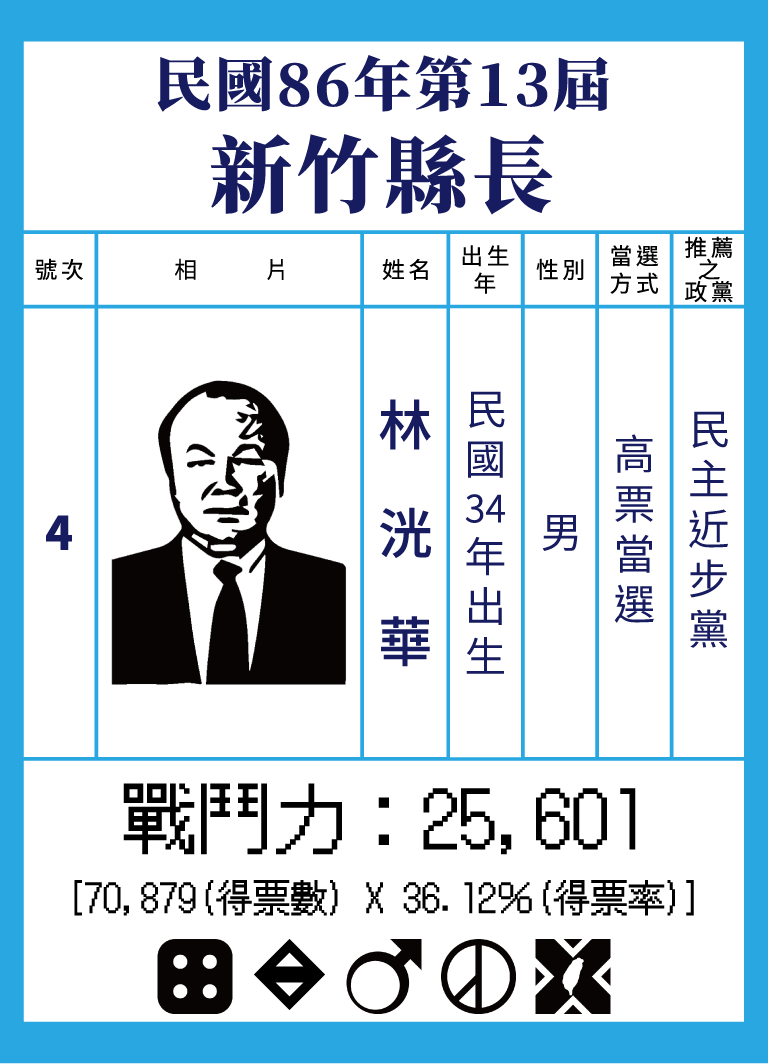 民國86年第13屆
新竹縣長
號次
相片
姓名
出生年
性別
當選方式
推薦之政黨
4
林洸華
民國34年出生
男
高票當選
民主近步黨
戰鬥力：25,601
[70,879(得票數) X 36.12%(得票率)]